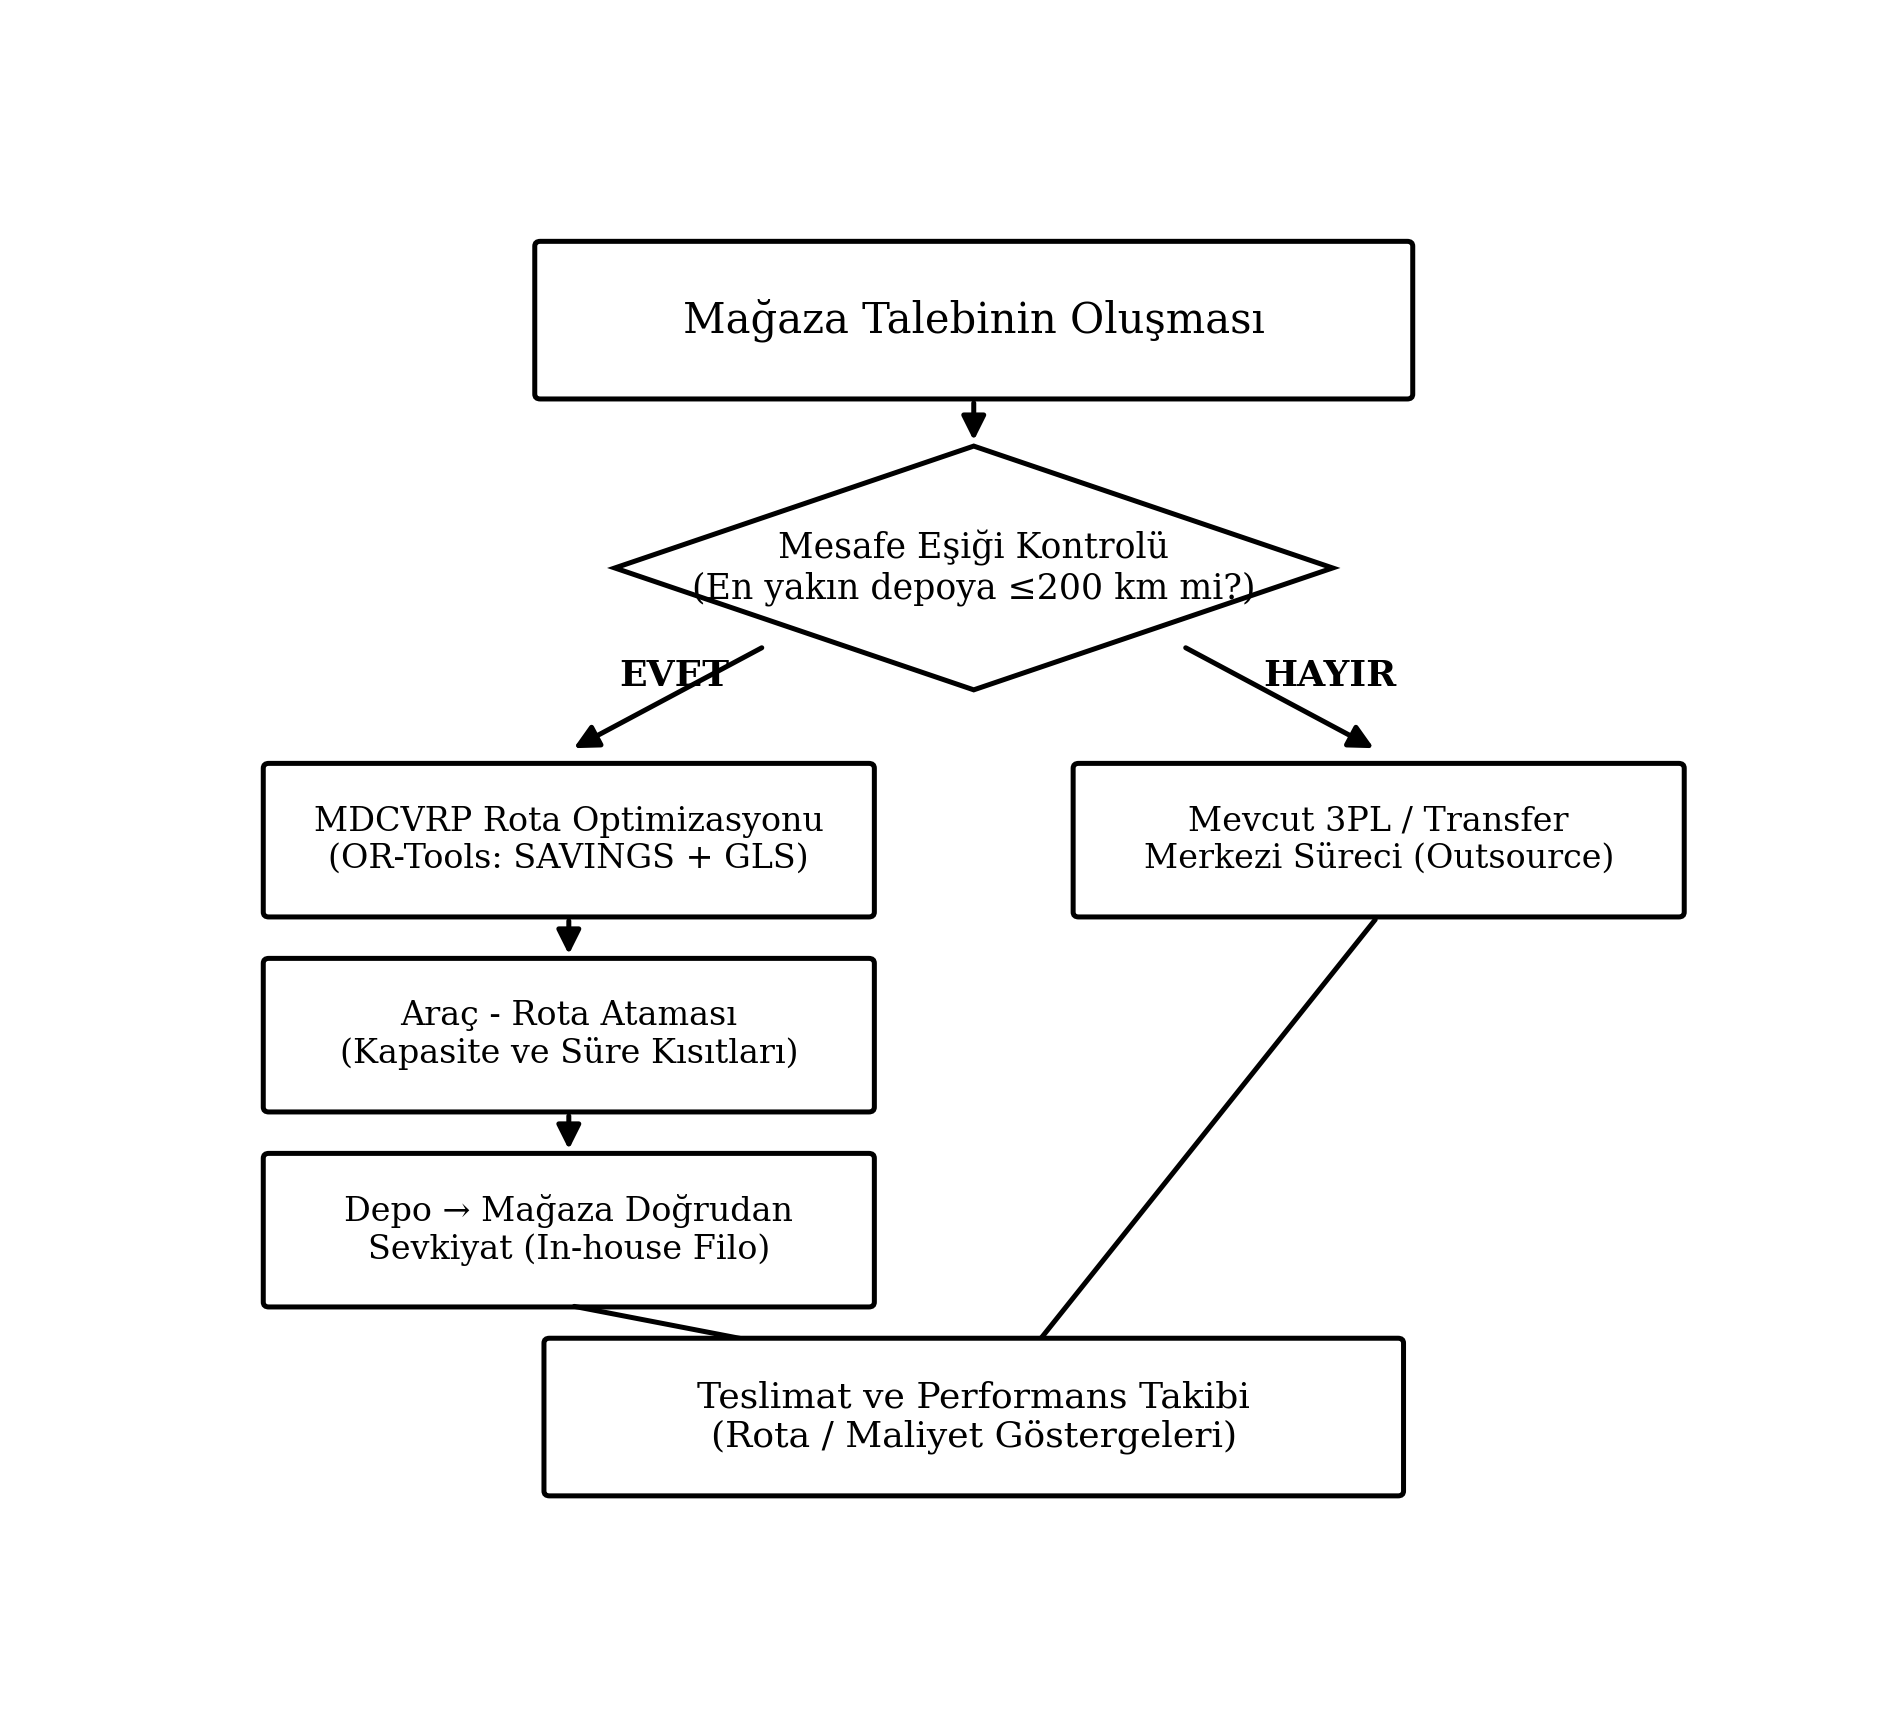 Mağaza Talebinin Oluşması
Mesafe Eşiği Kontrolü
(En yakın depoya ≤200 km mi?)
EVET
HAYIR
MDCVRP Rota Optimizasyonu
(OR-Tools: SAVINGS + GLS)
Mevcut 3PL / Transfer
Merkezi Süreci (Outsource)
Araç - Rota Ataması
(Kapasite ve Süre Kısıtları)
Depo → Mağaza Doğrudan
Sevkiyat (In-house Filo)
Teslimat ve Performans Takibi
(Rota / Maliyet Göstergeleri)